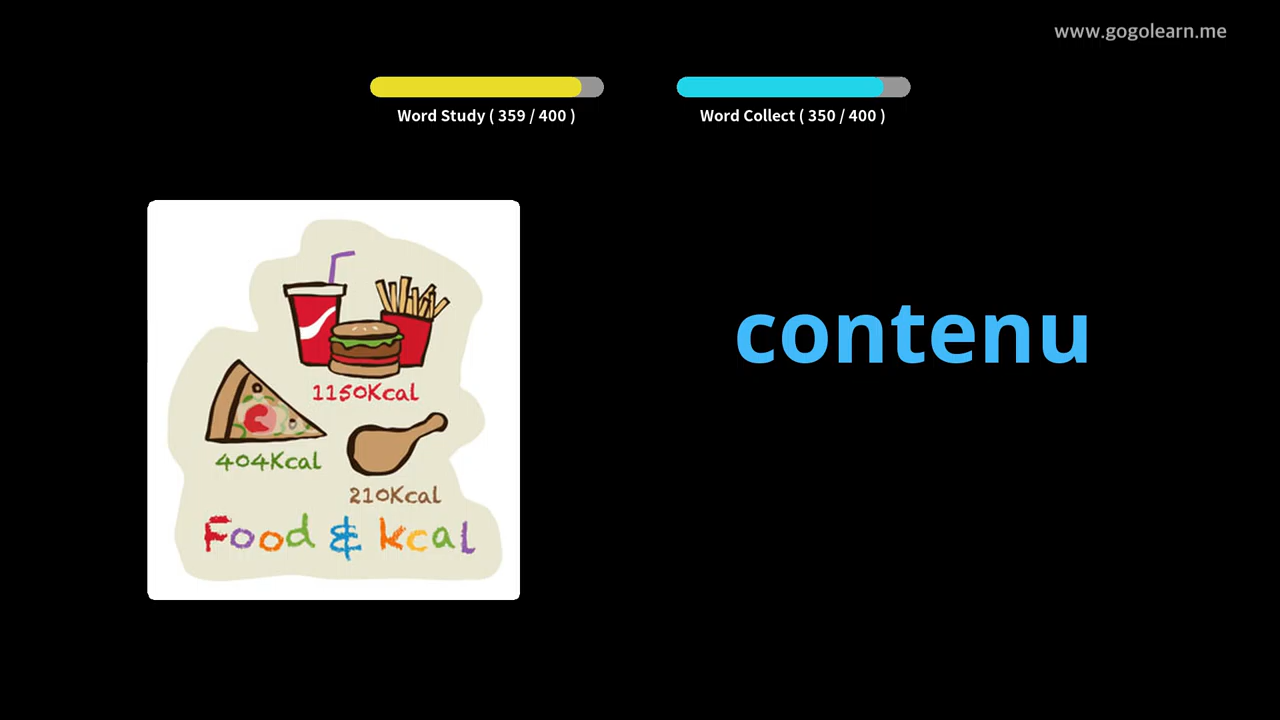 www.gogolearn.me
Word Study ( 359 / 400 )
Word Collect ( 350 / 400 )
contenu
1150Kcal
404Kcal
210Kcal
Food & kcal